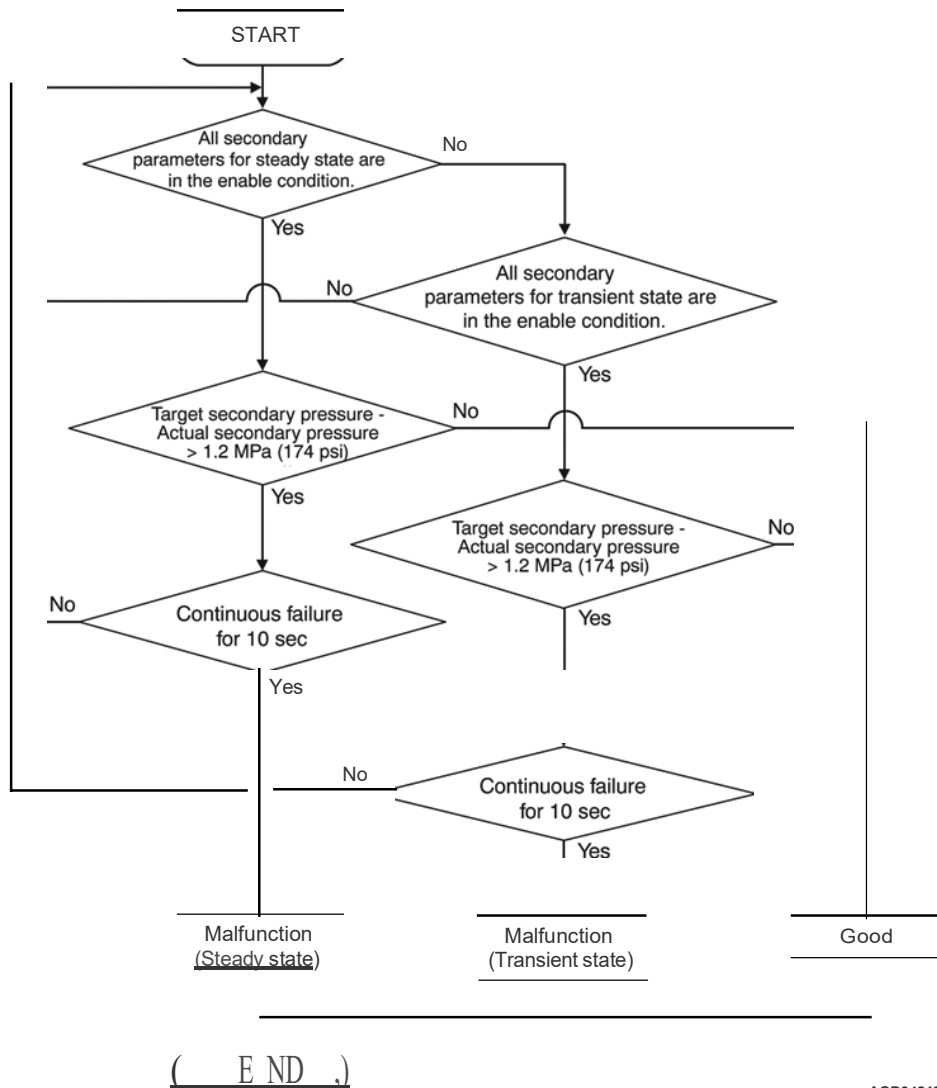 START
All secondary
parameters for steady state are
in the enable condition.
No
Yes
All secondary
parameters for transient state are
in the enable condition.
No
Yes
Target secondary pressure -
Actual secondary pressure
> 1.2 MPa (174 psi)
No
Yes
Target secondary pressure -
Actual secondary pressure
> 1.2 MPa (174 psi)
No
Yes
Continuous failure
for 10 sec
No
Yes
Continuous failure
for 10 sec
No
Yes
Malfunction
(Steady state)
Malfunction
(Transient state)
Good
( E ND ,)